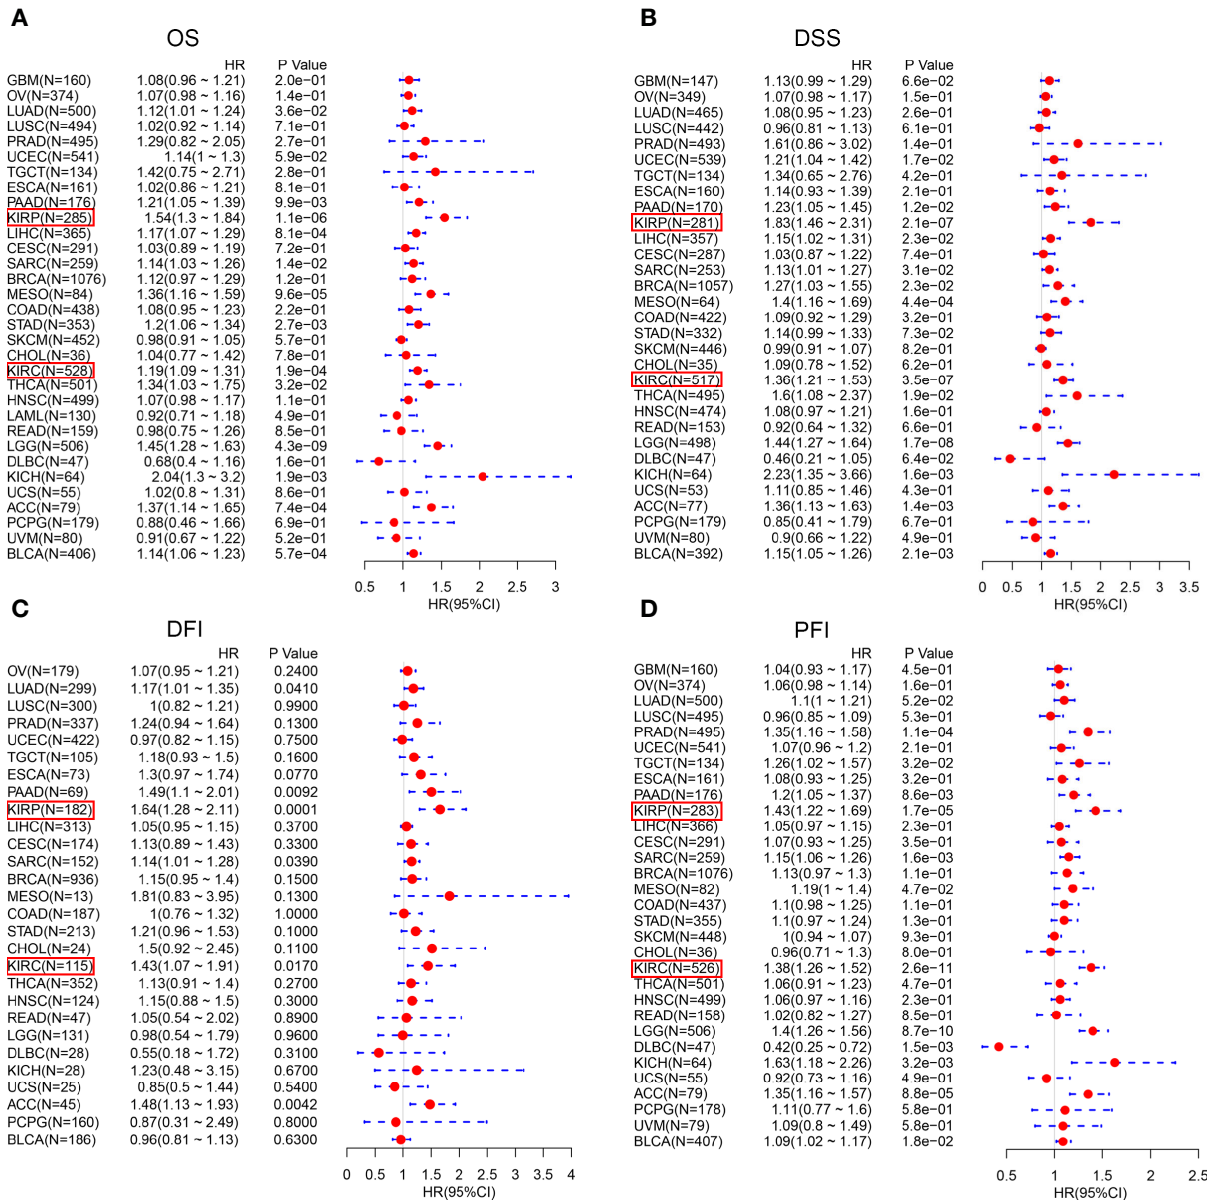 A
OS
HR P Value
GBM(N=160) 1.08(0.96 ~ 1.21) 2.0e−01
OV(N=374) 1.07(0.98 ~ 1.16) 1.4e−01
LUAD(N=500) 1.12(1.01 ~ 1.24) 3.6e−02
LUSC(N=494) 1.02(0.92 ~ 1.14) 7.1e−01
PRAD(N=495) 1.29(0.82 ~ 2.05) 2.7e−01
UCEC(N=541) 1.14(1 ~ 1.3) 5.9e−02
TGCT(N=134) 1.42(0.75 ~ 2.71) 2.8e−01
ESCA(N=161) 1.02(0.86 ~ 1.21) 8.1e−01
PAAD(N=176) 1.21(1.05 ~ 1.39) 9.9e−03
KIRP(N=285) 1.54(1.3 ~ 1.84) 1.1e−06
LIHC(N=365) 1.17(1.07 ~ 1.29) 8.1e−04
CESC(N=291) 1.03(0.89 ~ 1.19) 7.2e−01
SARC(N=259) 1.14(1.03 ~ 1.26) 1.4e−02
BRCA(N=1076) 1.12(0.97 ~ 1.29) 1.2e−01
MESO(N=84) 1.36(1.16 ~ 1.59) 9.6e−05
COAD(N=438) 1.08(0.95 ~ 1.23) 2.2e−01
STAD(N=353) 1.2(1.06 ~ 1.34) 2.7e−03
SKCM(N=452) 0.98(0.91 ~ 1.05) 5.7e−01
CHOL(N=36) 1.04(0.77 ~ 1.42) 7.8e−01
KIRC(N=528) 1.19(1.09 ~ 1.31) 1.9e−04
THCA(N=501) 1.34(1.03 ~ 1.75) 3.2e−02
HNSC(N=499) 1.07(0.98 ~ 1.17) 1.1e−01
LAML(N=130) 0.92(0.71 ~ 1.18) 4.9e−01
READ(N=159) 0.98(0.75 ~ 1.26) 8.5e−01
LGG(N=506) 1.45(1.28 ~ 1.63) 4.3e−09
DLBC(N=47) 0.68(0.4 ~ 1.16) 1.6e−01
KICH(N=64) 2.04(1.3 ~ 3.2) 1.9e−03
UCS(N=55) 1.02(0.8 ~ 1.31) 8.6e−01
ACC(N=79) 1.37(1.14 ~ 1.65) 7.4e−04
PCPG(N=179) 0.88(0.46 ~ 1.66) 6.9e−01
UVM(N=80) 0.91(0.67 ~ 1.22) 5.2e−01
BLCA(N=406) 1.14(1.06 ~ 1.23) 5.7e−04
0.5 1 1.5 2 2.5 3
HR(95%CI)
B
DSS
HR P Value
GBM(N=147) 1.13(0.99 ~ 1.29) 6.6e−02
OV(N=349) 1.07(0.98 ~ 1.17) 1.5e−01
LUAD(N=465) 1.08(0.95 ~ 1.23) 2.6e−01
LUSC(N=442) 0.96(0.81 ~ 1.13) 6.1e−01
PRAD(N=493) 1.61(0.86 ~ 3.02) 1.4e−01
UCEC(N=539) 1.21(1.04 ~ 1.42) 1.7e−02
TGCT(N=134) 1.34(0.65 ~ 2.76) 4.2e−01
ESCA(N=160) 1.14(0.93 ~ 1.39) 2.1e−01
PAAD(N=170) 1.23(1.05 ~ 1.45) 1.2e−02
KIRP(N=281) 1.83(1.46 ~ 2.31) 2.1e−07
LIHC(N=357) 1.15(1.02 ~ 1.31) 2.3e−02
CESC(N=287) 1.03(0.87 ~ 1.22) 7.4e−01
SARC(N=253) 1.13(1.01 ~ 1.27) 3.1e−02
BRCA(N=1057) 1.27(1.03 ~ 1.55) 2.3e−02
MESO(N=64) 1.4(1.16 ~ 1.69) 4.4e−04
COAD(N=422) 1.09(0.92 ~ 1.29) 3.2e−01
STAD(N=332) 1.14(0.99 ~ 1.33) 7.3e−02
SKCM(N=446) 0.99(0.91 ~ 1.07) 8.2e−01
CHOL(N=35) 1.09(0.78 ~ 1.52) 6.2e−01
KIRC(N=517) 1.36(1.21 ~ 1.53) 3.5e−07
THCA(N=495) 1.6(1.08 ~ 2.37) 1.9e−02
HNSC(N=474) 1.08(0.97 ~ 1.21) 1.6e−01
READ(N=153) 0.92(0.64 ~ 1.32) 6.6e−01
LGG(N=498) 1.44(1.27 ~ 1.64) 1.7e−08
DLBC(N=47) 0.46(0.21 ~ 1.05) 6.4e−02
KICH(N=64) 2.23(1.35 ~ 3.66) 1.6e−03
UCS(N=53) 1.11(0.85 ~ 1.46) 4.3e−01
ACC(N=77) 1.36(1.13 ~ 1.63) 1.4e−03
PCPG(N=179) 0.85(0.41 ~ 1.79) 6.7e−01
UVM(N=80) 0.9(0.66 ~ 1.22) 4.9e−01
BLCA(N=392) 1.15(1.05 ~ 1.26) 2.1e−03
0 0.5 1 1.5 2 2.5 3 3.5
HR(95%CI)
C
DFI
HR P Value
OV(N=179) 1.07(0.95 ~ 1.21) 0.2400
LUAD(N=299) 1.17(1.01 ~ 1.35) 0.0410
LUSC(N=300) 1(0.82 ~ 1.21) 0.9900
PRAD(N=337) 1.24(0.94 ~ 1.64) 0.1300
UCEC(N=422) 0.97(0.82 ~ 1.15) 0.7500
TGCT(N=105) 1.18(0.93 ~ 1.5) 0.1600
ESCA(N=73) 1.3(0.97 ~ 1.74) 0.0770
PAAD(N=69) 1.49(1.1 ~ 2.01) 0.0092
KIRP(N=182) 1.64(1.28 ~ 2.11) 0.0001
LIHC(N=313) 1.05(0.95 ~ 1.15) 0.3700
CESC(N=174) 1.13(0.89 ~ 1.43) 0.3300
SARC(N=152) 1.14(1.01 ~ 1.28) 0.0390
BRCA(N=936) 1.15(0.95 ~ 1.4) 0.1500
MESO(N=13) 1.81(0.83 ~ 3.95) 0.1300
COAD(N=187) 1(0.76 ~ 1.32) 1.0000
STAD(N=213) 1.21(0.96 ~ 1.53) 0.1000
CHOL(N=24) 1.5(0.92 ~ 2.45) 0.1100
KIRC(N=115) 1.43(1.07 ~ 1.91) 0.0170
THCA(N=352) 1.13(0.91 ~ 1.4) 0.2700
HNSC(N=124) 1.15(0.88 ~ 1.5) 0.3000
READ(N=47) 1.05(0.54 ~ 2.02) 0.8900
LGG(N=131) 0.98(0.54 ~ 1.79) 0.9600
DLBC(N=28) 0.55(0.18 ~ 1.72) 0.3100
KICH(N=28) 1.23(0.48 ~ 3.15) 0.6700
UCS(N=25) 0.85(0.5 ~ 1.44) 0.5400
ACC(N=45) 1.48(1.13 ~ 1.93) 0.0042
PCPG(N=160) 0.87(0.31 ~ 2.49) 0.8000
BLCA(N=186) 0.96(0.81 ~ 1.13) 0.6300
0 0.5 1 1.5 2 2.5 3 3.5 4
HR(95%CI)
D
PFI
HR P Value
GBM(N=160) 1.04(0.93 ~ 1.17) 4.5e−01
OV(N=374) 1.06(0.98 ~ 1.14) 1.6e−01
LUAD(N=500) 1.1(1 ~ 1.21) 5.2e−02
LUSC(N=495) 0.96(0.85 ~ 1.09) 5.3e−01
PRAD(N=495) 1.35(1.16 ~ 1.58) 1.1e−04
UCEC(N=541) 1.07(0.96 ~ 1.2) 2.1e−01
TGCT(N=134) 1.26(1.02 ~ 1.57) 3.2e−02
ESCA(N=161) 1.08(0.93 ~ 1.25) 3.2e−01
PAAD(N=176) 1.2(1.05 ~ 1.37) 8.6e−03
KIRP(N=283) 1.43(1.22 ~ 1.69) 1.7e−05
LIHC(N=366) 1.05(0.97 ~ 1.15) 2.3e−01
CESC(N=291) 1.07(0.93 ~ 1.25) 3.5e−01
SARC(N=259) 1.15(1.06 ~ 1.26) 1.6e−03
BRCA(N=1076) 1.13(0.97 ~ 1.3) 1.1e−01
MESO(N=82) 1.19(1 ~ 1.4) 4.7e−02
COAD(N=437) 1.1(0.98 ~ 1.25) 1.1e−01
STAD(N=355) 1.1(0.97 ~ 1.24) 1.3e−01
SKCM(N=448) 1(0.94 ~ 1.07) 9.3e−01
CHOL(N=36) 0.96(0.71 ~ 1.3) 8.0e−01
KIRC(N=526) 1.38(1.26 ~ 1.52) 2.6e−11
THCA(N=501) 1.06(0.91 ~ 1.23) 4.7e−01
HNSC(N=499) 1.06(0.97 ~ 1.16) 2.3e−01
READ(N=158) 1.02(0.82 ~ 1.27) 8.5e−01
LGG(N=506) 1.4(1.26 ~ 1.56) 8.7e−10
DLBC(N=47) 0.42(0.25 ~ 0.72) 1.5e−03
KICH(N=64) 1.63(1.18 ~ 2.26) 3.2e−03
UCS(N=55) 0.92(0.73 ~ 1.16) 4.9e−01
ACC(N=79) 1.35(1.16 ~ 1.57) 8.8e−05
PCPG(N=178) 1.11(0.77 ~ 1.6) 5.8e−01
UVM(N=79) 1.09(0.8 ~ 1.49) 5.8e−01
BLCA(N=407) 1.09(1.02 ~ 1.17) 1.8e−02
0.5 1 1.5 2 2.5
HR(95%CI)